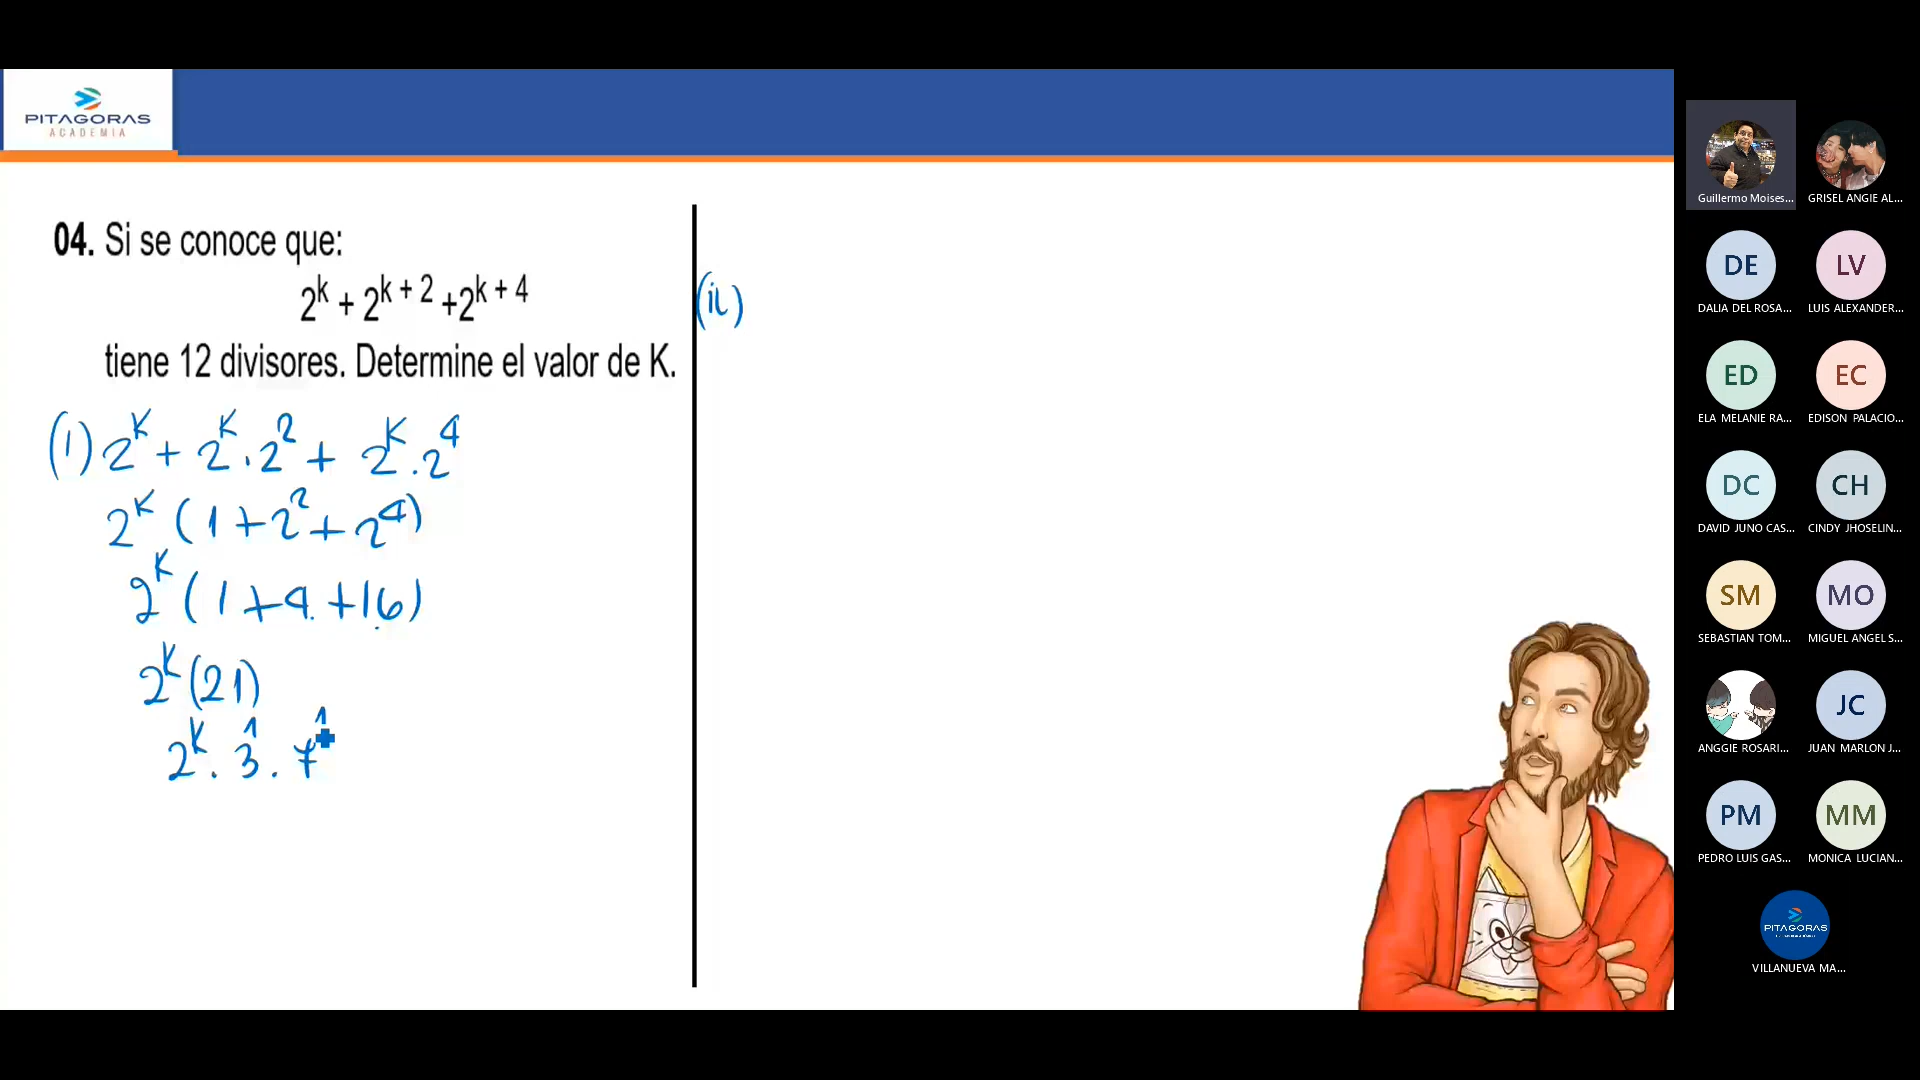 PITAGORAS
ACADEMIA
04. Si se conoce que:
2^k + 2^(k + 2) +2^(k + 4)
tiene 12 divisores. Determine el valor de K.
(1) 2^K + 2^K . 2^2 + 2^K . 2^4
2^K (1 + 2^2 + 2^4)
2^K (1 + 4 + 16)
2^K (21)
2^K . 3^1 . 7^1
(ii)
Guillermo Moises...
GRISEL ANGIE AL...
DE
DALIA DEL ROSA...
LV
LUIS ALEXANDER...
ED
ELA MELANIE RA...
EC
EDISON PALACIO...
DC
DAVID JUNO CAS...
CH
CINDY JHOSELIN...
SM
SEBASTIAN TOM...
MO
MIGUEL ANGEL S...
ANGGIE ROSARI...
JC
JUAN MARLON J...
PM
PEDRO LUIS GAS...
MM
MONICA LUCIAN...
PITAGORAS
VILLANUEVA MA...